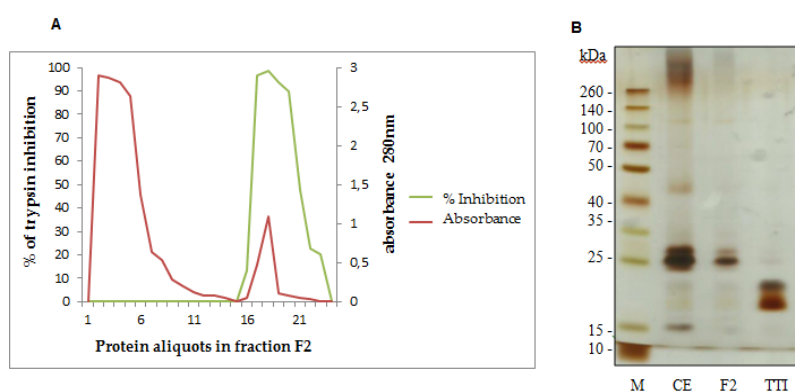 A
100
90
80
70
60
50
40
30
20
10
0
% of trypsin inhibition
1 6 11 16 21
Protein aliquots in fraction F2
3
2,5
2
1,5
1
0,5
0
absorbance 280nm
% Inhibition
Absorbance
B
kDa
260 -
140 -
100 -
70 -
50 -
40 -
35 -
25 -
15 -
10 -
M CE F2 TTI